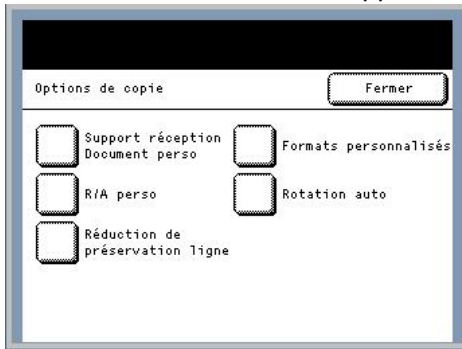 Options de copie
Fermer
Support réception
Document perso
Formats personnalisés
R/A perso
Rotation auto
Réduction de
préservation ligne